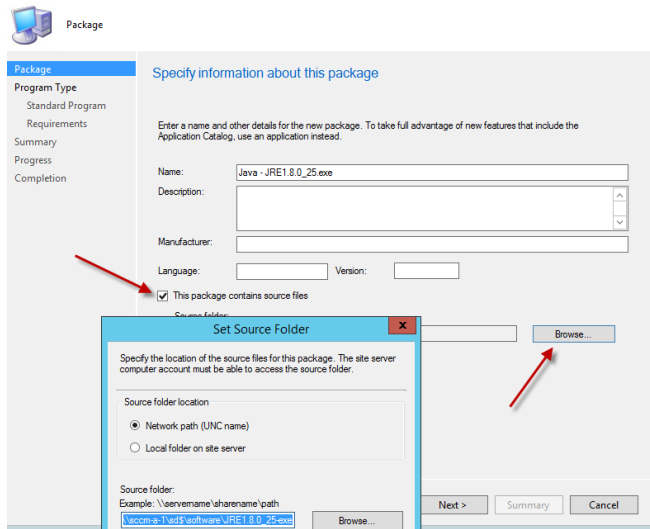 Package
Package
Program Type
Standard Program
Requirements
Summary
Progress
Completion
Specify information about this package
Enter a name and other details for the new package. To take full advantage of new features that include the
Application Catalog, use an application instead.
Name: Java - JRE1.8.0_25.exe
Description:
Manufacturer:
Language: Version:
This package contains source files
Source folder:
Browse...
Set Source Folder
x
Specify the location of the source files for this package. The site server
computer account must be able to access the source folder.
Source folder location
Network path (UNC name)
Local folder on site server
Source folder:
Example: \\servername\sharename\path
\\sccm-a-1\sd$\software\JRE1.8.0_25-exe Browse...
Next > Summary Cancel